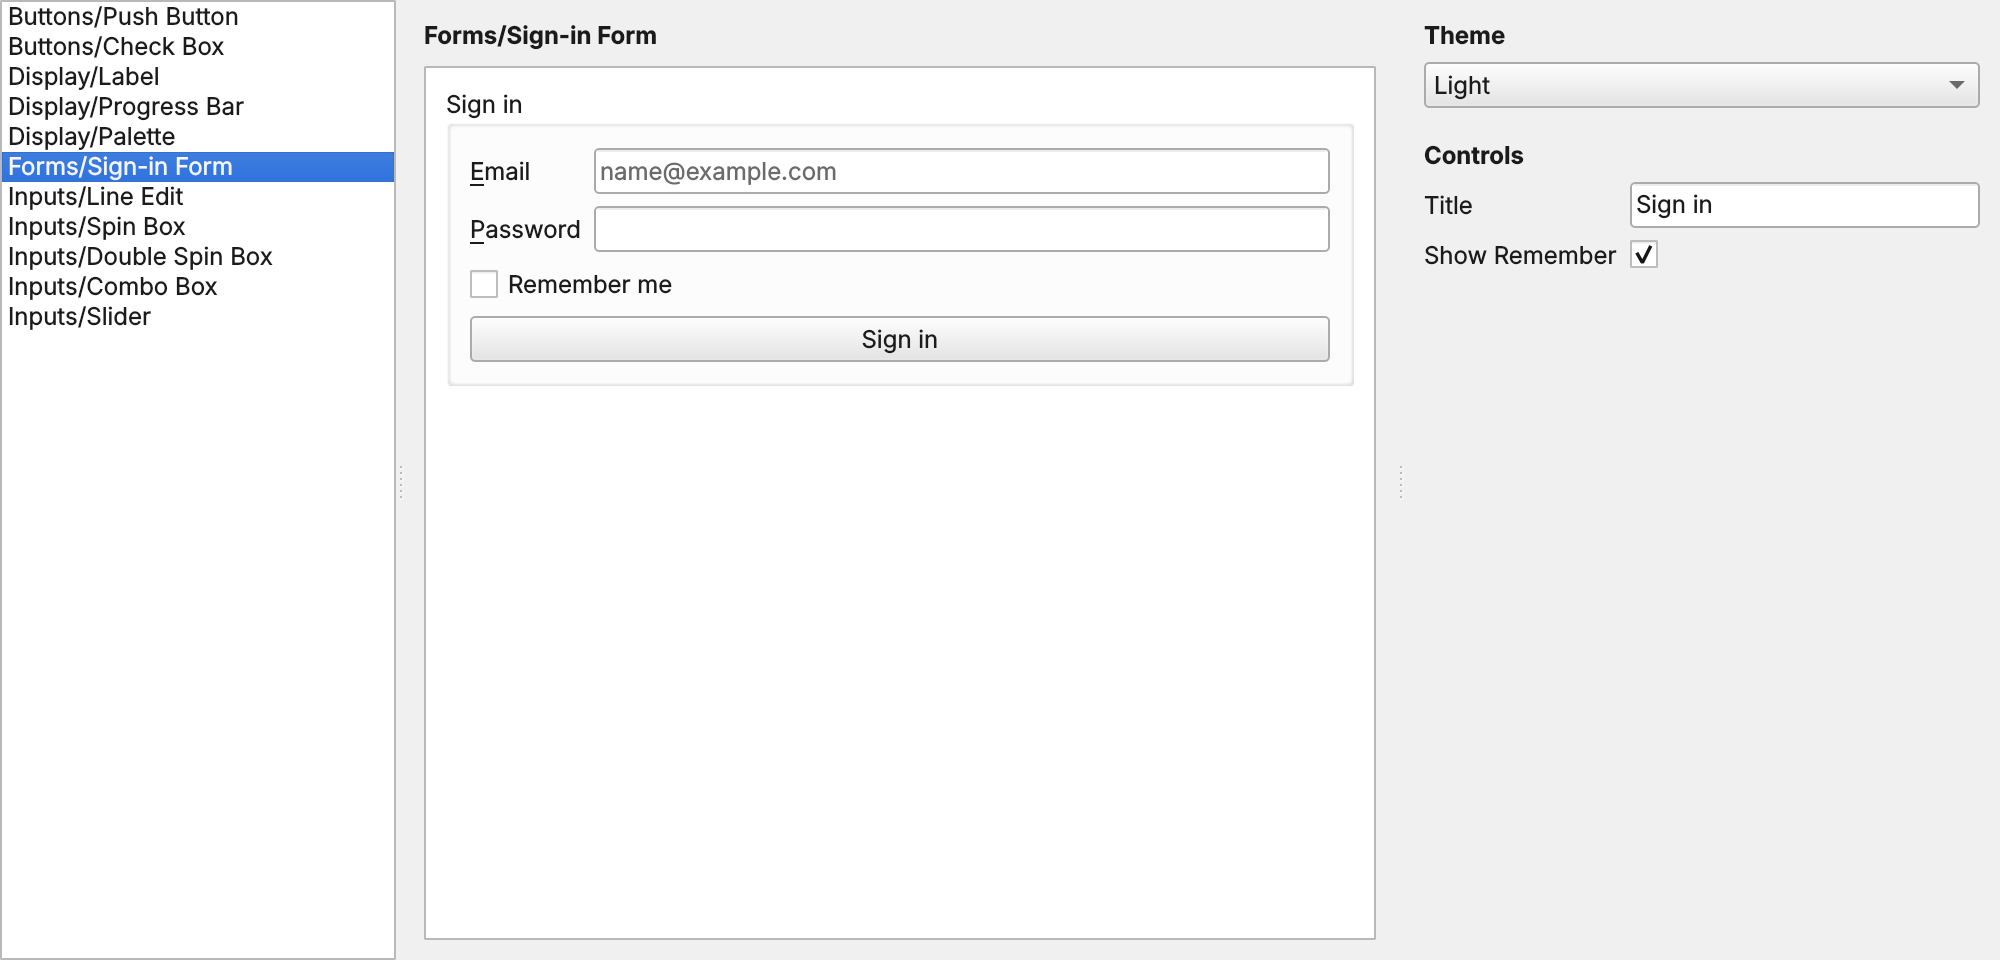 Buttons/Push Button
Buttons/Check Box
Display/Label
Display/Progress Bar
Display/Palette
Forms/Sign-in Form
Inputs/Line Edit
Inputs/Spin Box
Inputs/Double Spin Box
Inputs/Combo Box
Inputs/Slider
Forms/Sign-in Form
Sign in
Email
name@example.com
Password
Remember me
Sign in
Theme
Light
Controls
Title
Sign in
Show Remember